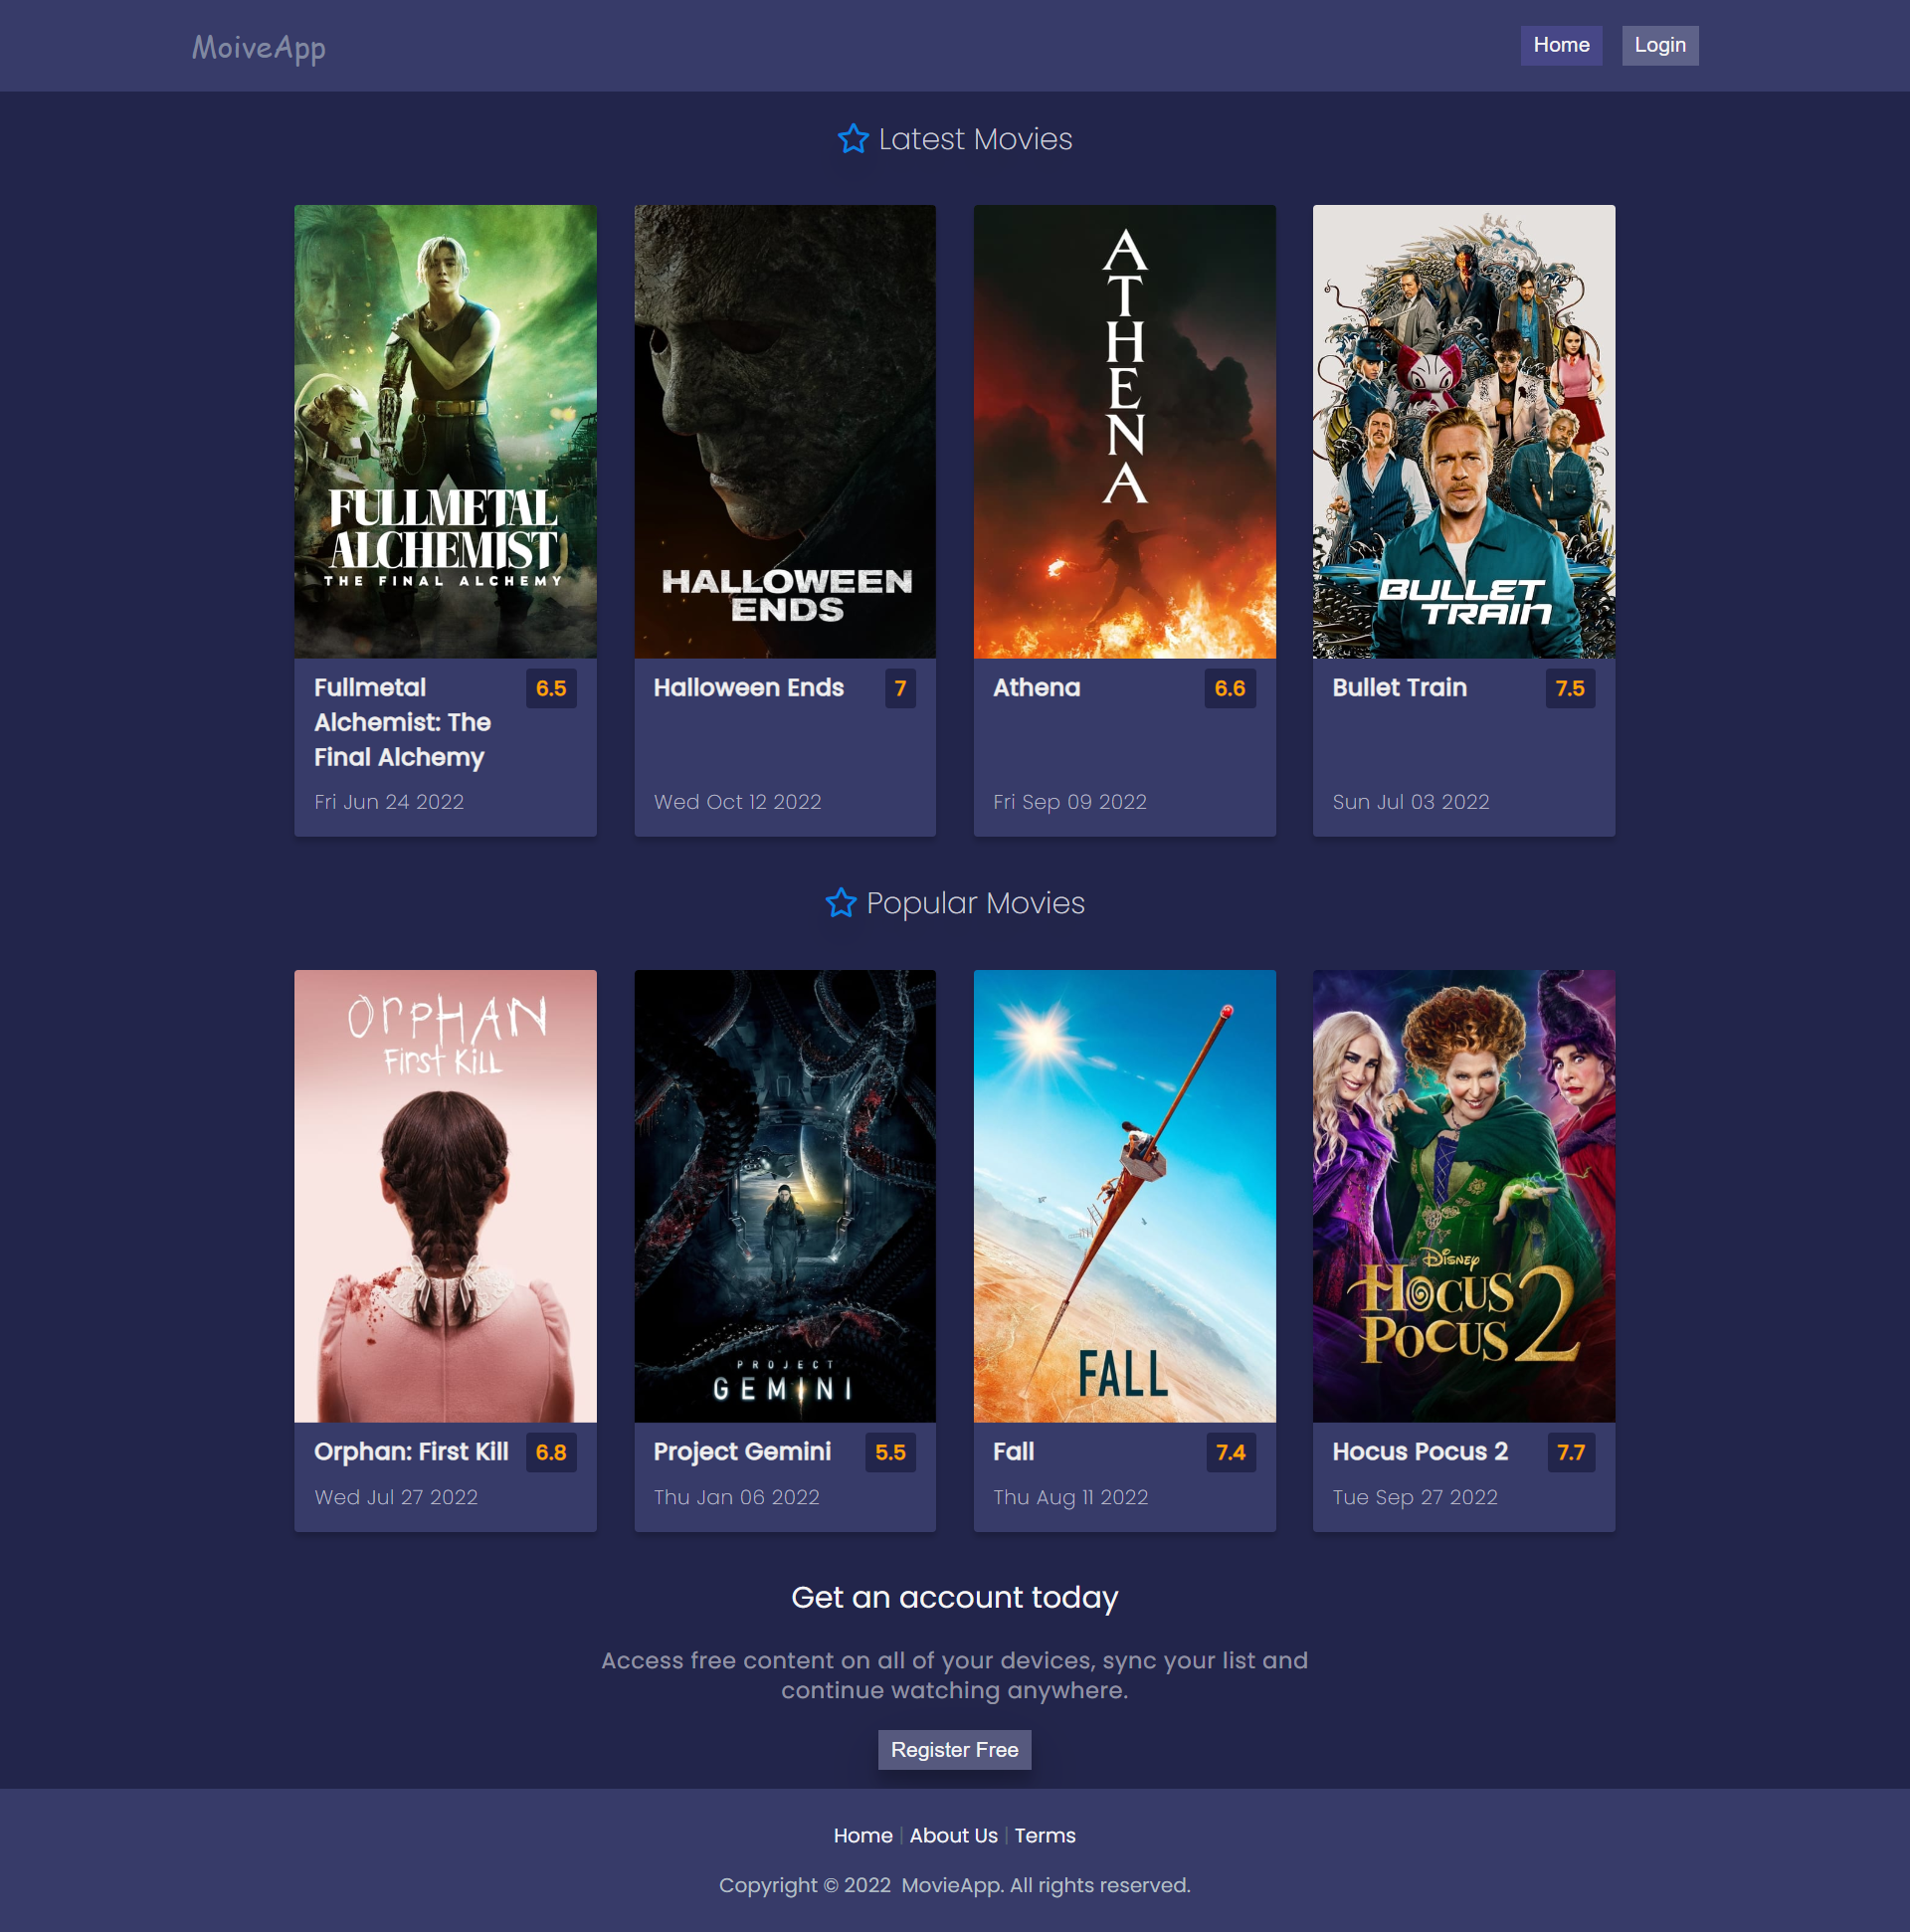 MoiveApp
Home
Login
Latest Movies
FULLMETAL
ALCHEMIST
THE FINAL ALCHEMY
HALLOWEEN
ENDS
ATHENA
BULLET
TRAIN
Fullmetal
Alchemist: The
Final Alchemy
6.5
Fri Jun 24 2022
Halloween Ends
7
Wed Oct 12 2022
Athena
6.6
Fri Sep 09 2022
Bullet Train
7.5
Sun Jul 03 2022
Popular Movies
ORPHAN
First Kill
PROJECT
GEMINI
FALL
Disney
Hocus
Pocus 2
Orphan: First Kill
6.8
Wed Jul 27 2022
Project Gemini
5.5
Thu Jan 06 2022
Fall
7.4
Thu Aug 11 2022
Hocus Pocus 2
7.7
Tue Sep 27 2022
Get an account today
Access free content on all of your devices, sync your list and
continue watching anywhere.
Register Free
Home | About Us | Terms
Copyright © 2022 MovieApp. All rights reserved.